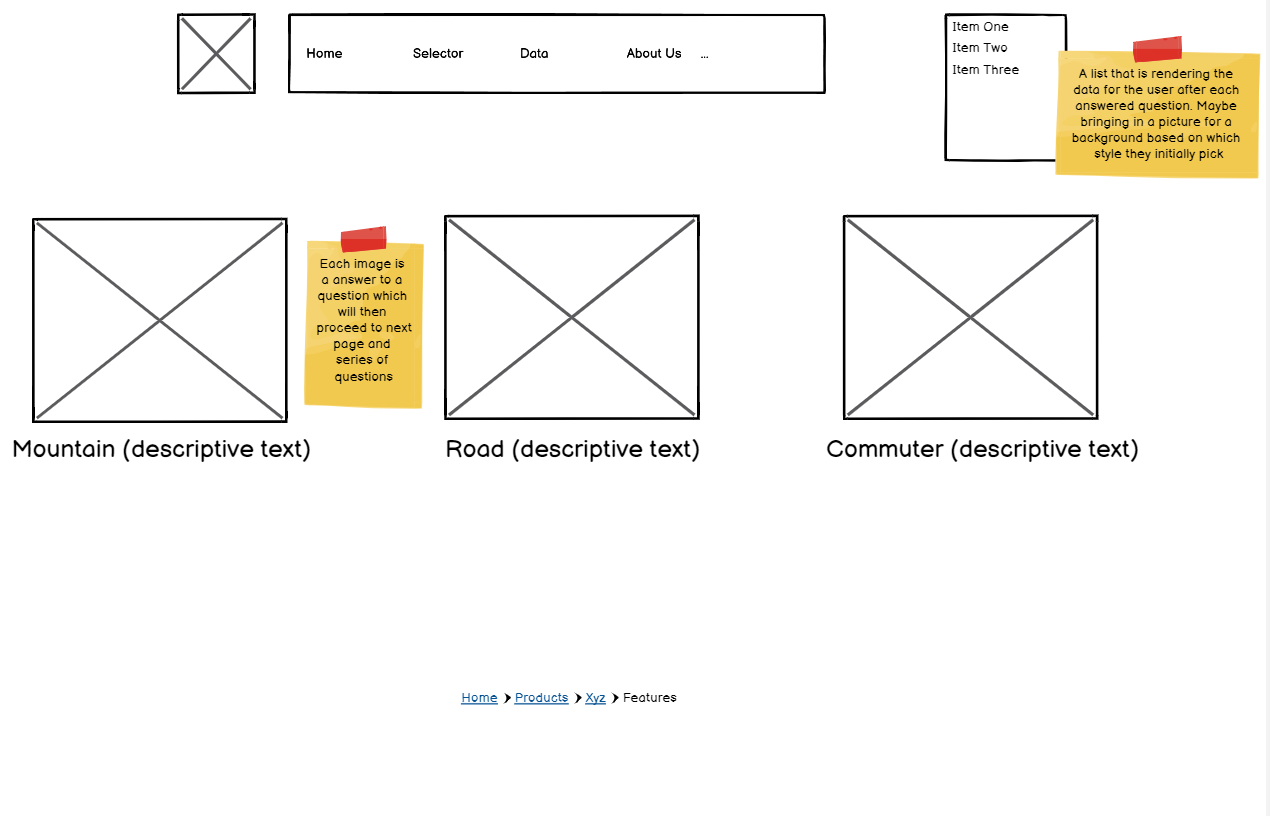 Home Selector Data About Us ...
Item One
Item Two
Item Three
A list that is rendering the
data for the user after each
answered question. Maybe
bringing in a picture for a
background based on which
style they initially pick
Each image is
a answer to a
question which
will then
proceed to next
page and
series of
questions
Mountain (descriptive text)
Road (descriptive text)
Commuter (descriptive text)
Home ❯ Products ❯ Xyz ❯ Features